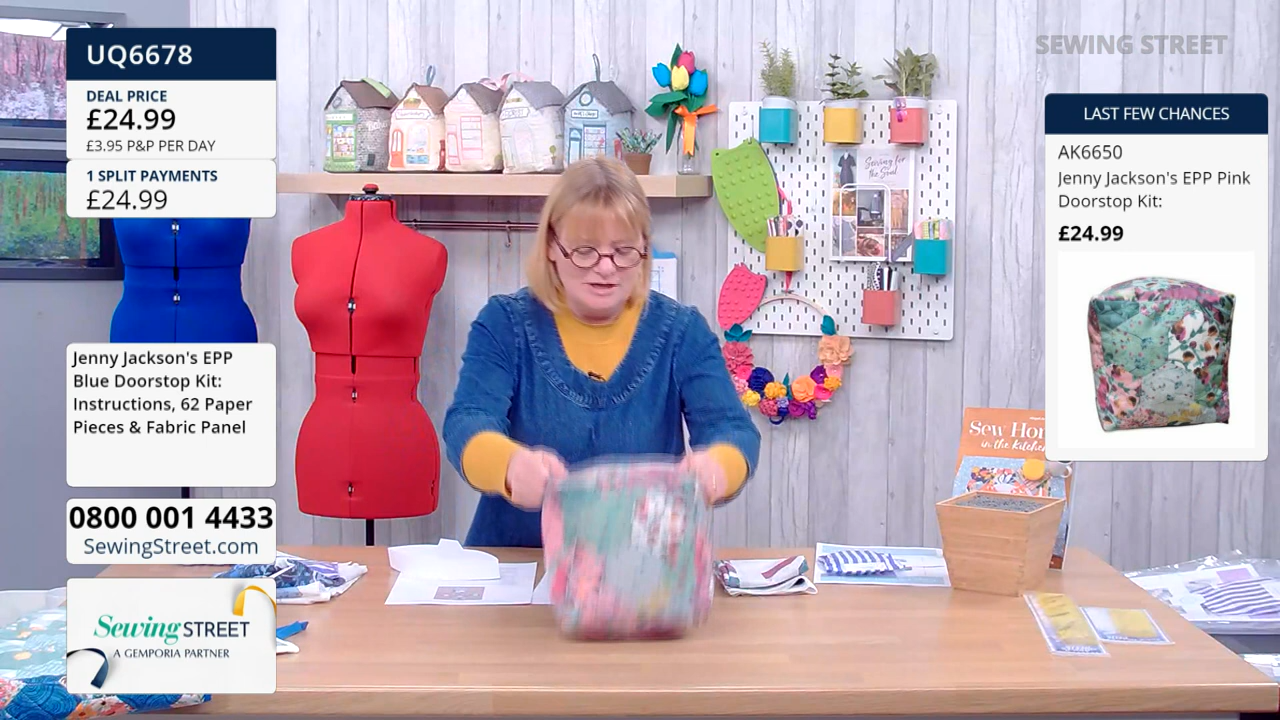 UQ6678
DEAL PRICE
£24.99
£3.95 P&P PER DAY
1 SPLIT PAYMENTS
£24.99
Jenny Jackson's EPP
Blue Doorstop Kit:
Instructions, 62 Paper
Pieces & Fabric Panel
0800 001 4433
SewingStreet.com
Sewing STREET
A GEMPORIA PARTNER
Sewing for
the Soul
Sew Hom
in the Kitchen
SEWING STREET
LAST FEW CHANCES
AK6650
Jenny Jackson's EPP Pink
Doorstop Kit:
£24.99